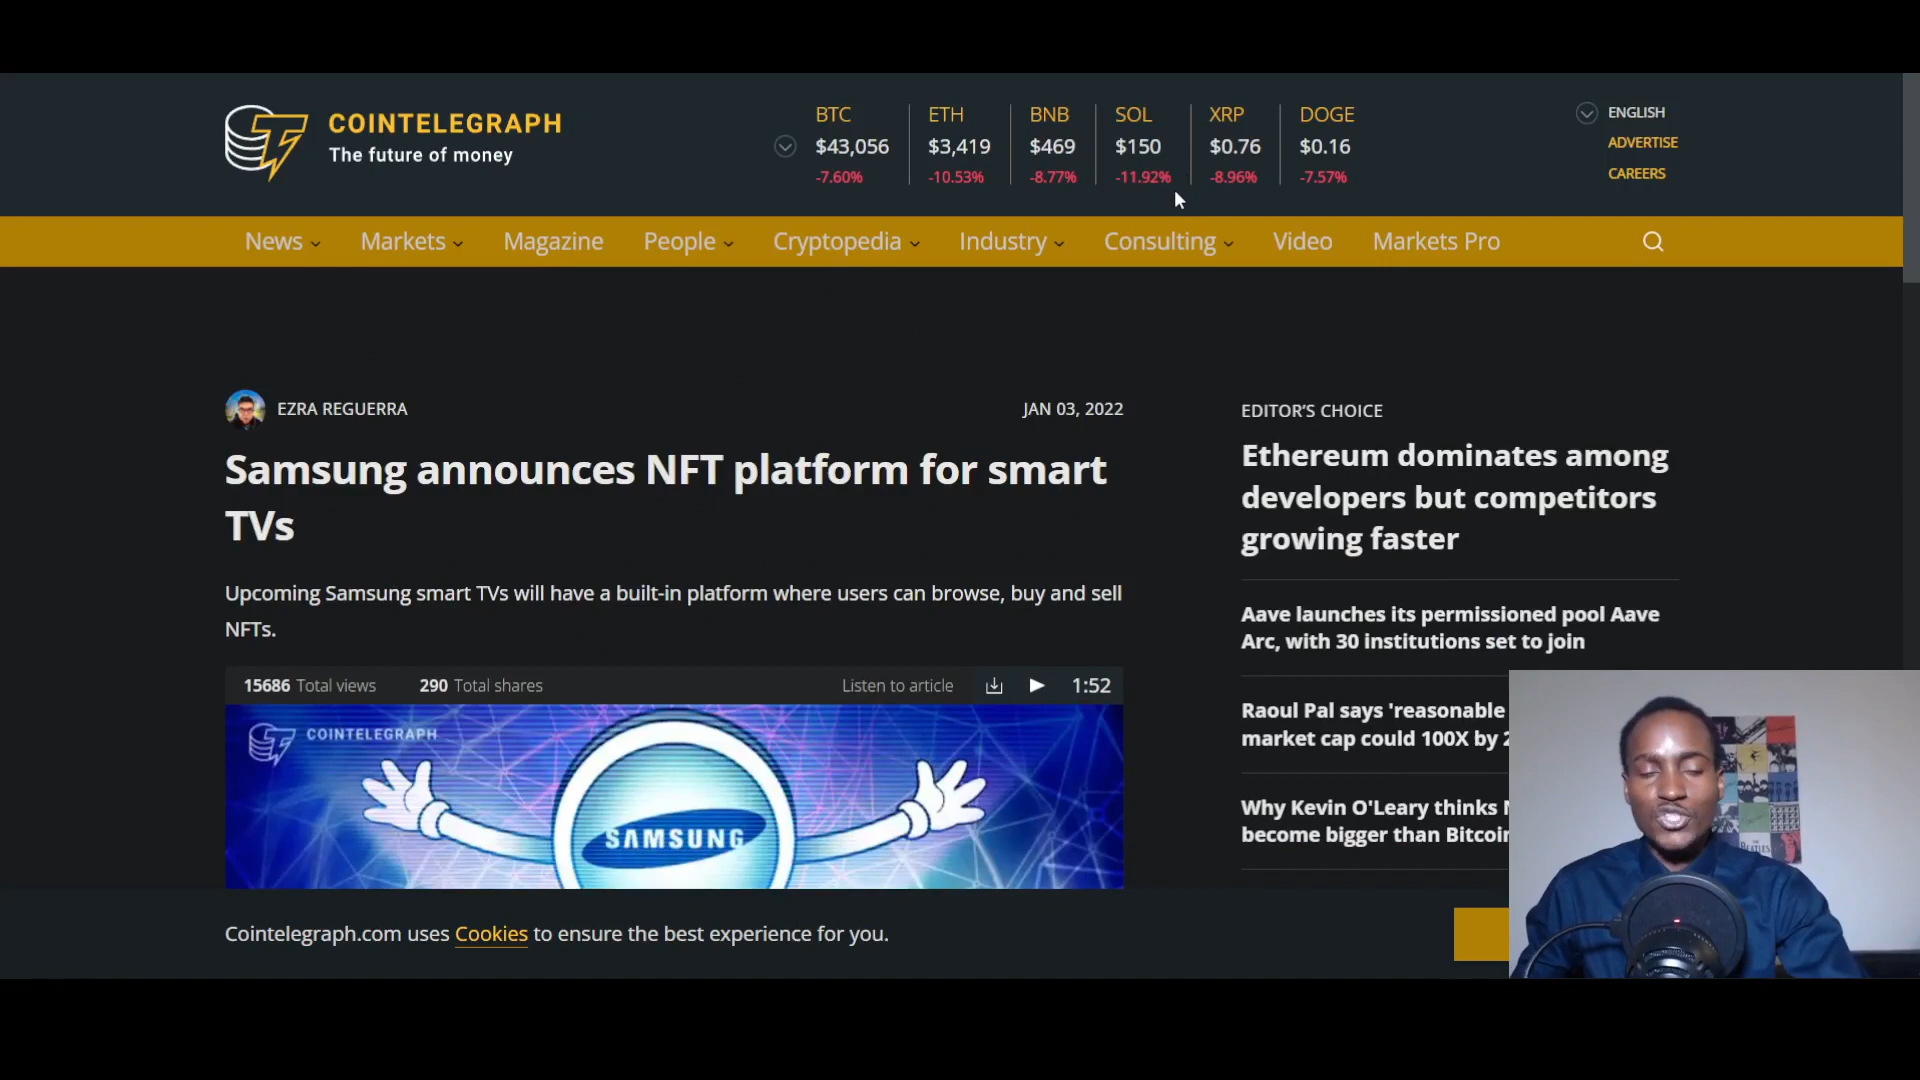 COINTELEGRAPH
The future of money
BTC
$43,056
-7.60%
ETH
$3,419
-10.53%
BNB
$469
-8.77%
SOL
$150
-11.92%
XRP
$0.76
-8.96%
DOGE
$0.16
-7.57%
ENGLISH
ADVERTISE
CAREERS
News Markets Magazine People Cryptopedia Industry Consulting Video Markets Pro
EZRA REGUERRA
JAN 03, 2022
Samsung announces NFT platform for smart
TVs
Upcoming Samsung smart TVs will have a built-in platform where users can browse, buy and sell
NFTs.
15686 Total views 290 Total shares Listen to article 1:52
COINTELEGRAPH
SAMSUNG
EDITOR'S CHOICE
Ethereum dominates among
developers but competitors
growing faster
Aave launches its permissioned pool Aave
Arc, with 30 institutions set to join
Raoul Pal says 'reasonable
market cap could 100X by
Why Kevin O'Leary thinks
become bigger than
THE
BEATLES
Cointelegraph.com uses Cookies to ensure the best experience for you.